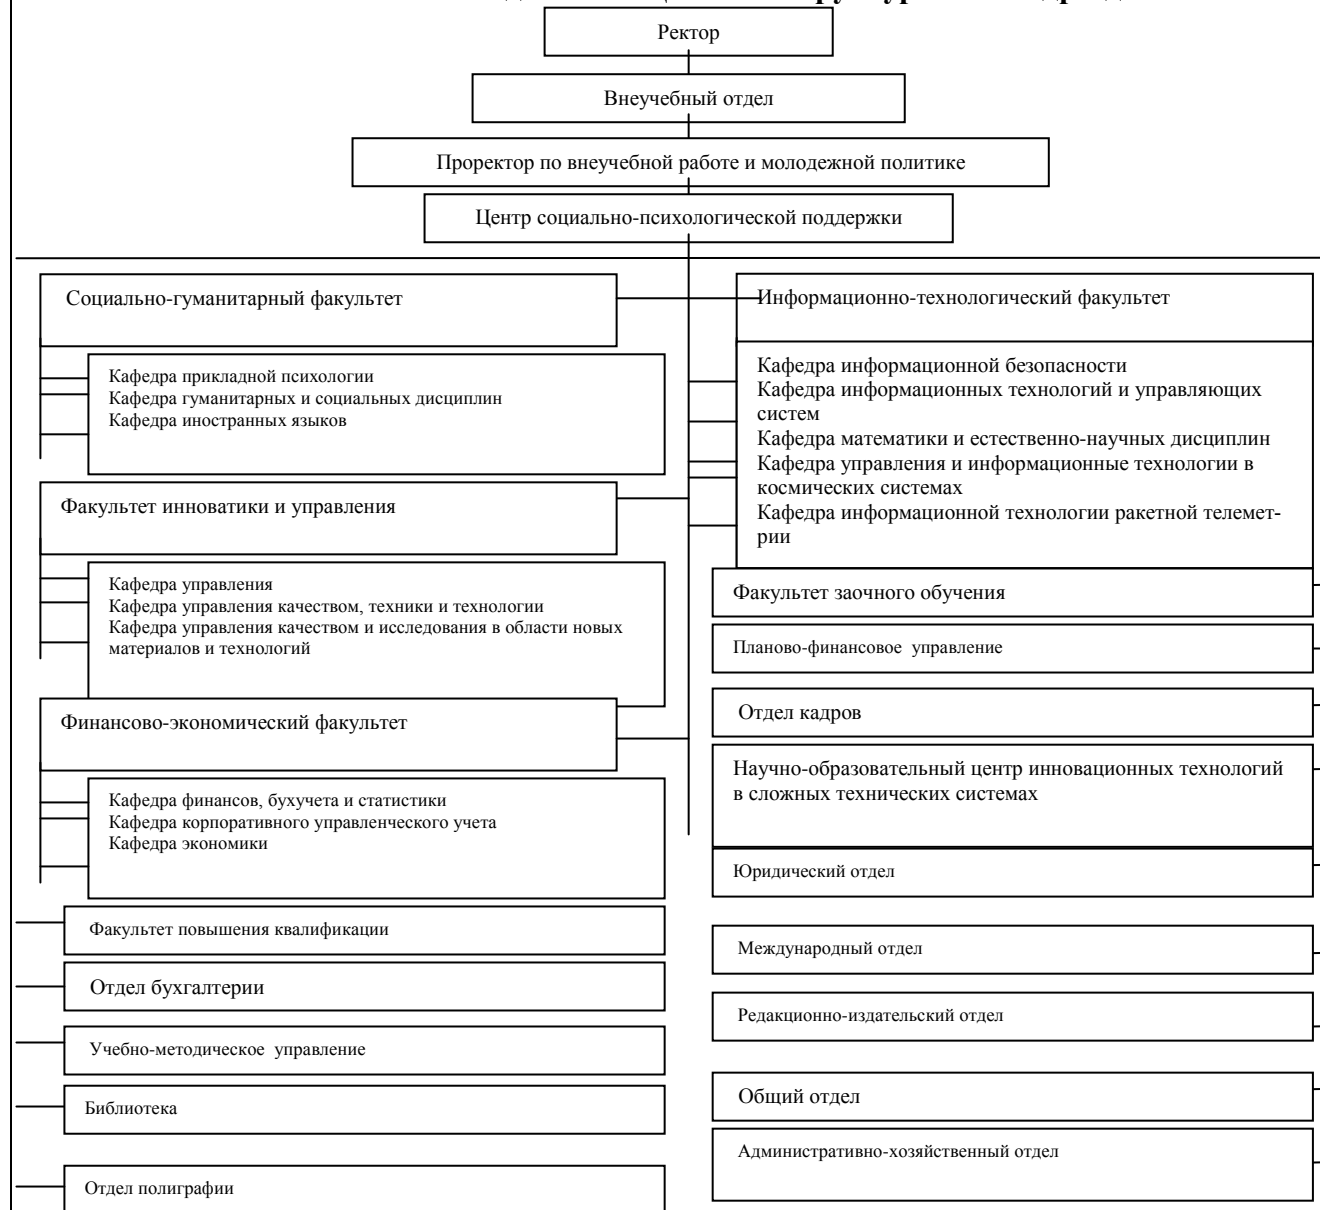 Ректор
Внеучебный отдел
Проректор по внеучебной работе и молодежной политике
Центр социально-психологической поддержки
Социально-гуманитарный факультет
Кафедра прикладной психологии
Кафедра гуманитарных и социальных дисциплин
Кафедра иностранных языков
Факультет инноватики и управления
Кафедра управления
Кафедра управления качеством, техники и технологии
Кафедра управления качеством и исследования в области новых
материалов и технологий
Финансово-экономический факультет
Кафедра финансов, бухучета и статистики
Кафедра корпоративного управленческого учета
Кафедра экономики
Факультет повышения квалификации
Отдел бухгалтерии
Учебно-методическое управление
Библиотека
Отдел полиграфии
Информационно-технологический факультет
Кафедра информационной безопасности
Кафедра информационных технологий и управляющих
систем
Кафедра математики и естественно-научных дисциплин
Кафедра управления и информационные технологии в
космических системах
Кафедра информационной технологии ракетной телемет-
рии
Факультет заочного обучения
Планово-финансовое управление
Отдел кадров
Научно-образовательный центр инновационных технологий
в сложных технических системах
Юридический отдел
Международный отдел
Редакционно-издательский отдел
Общий отдел
Административно-хозяйственный отдел